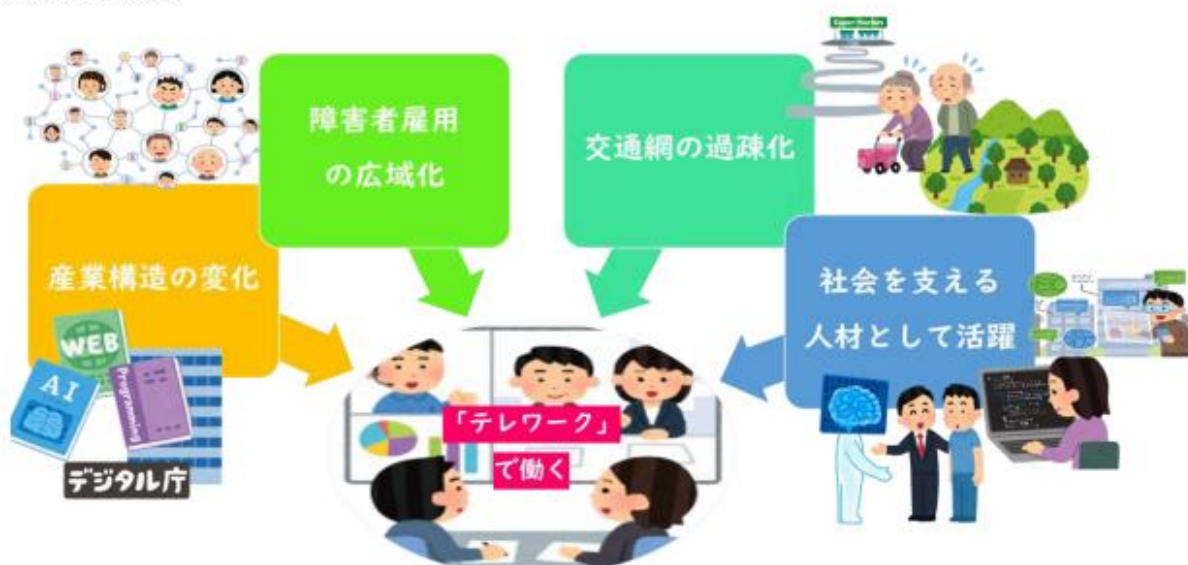 障害者雇用
の広域化
交通網の過疎化
産業構造の変化
社会を支える
人材として活躍
WEB
AI
Programming
デジタル庁
「テレワーク」
で働く